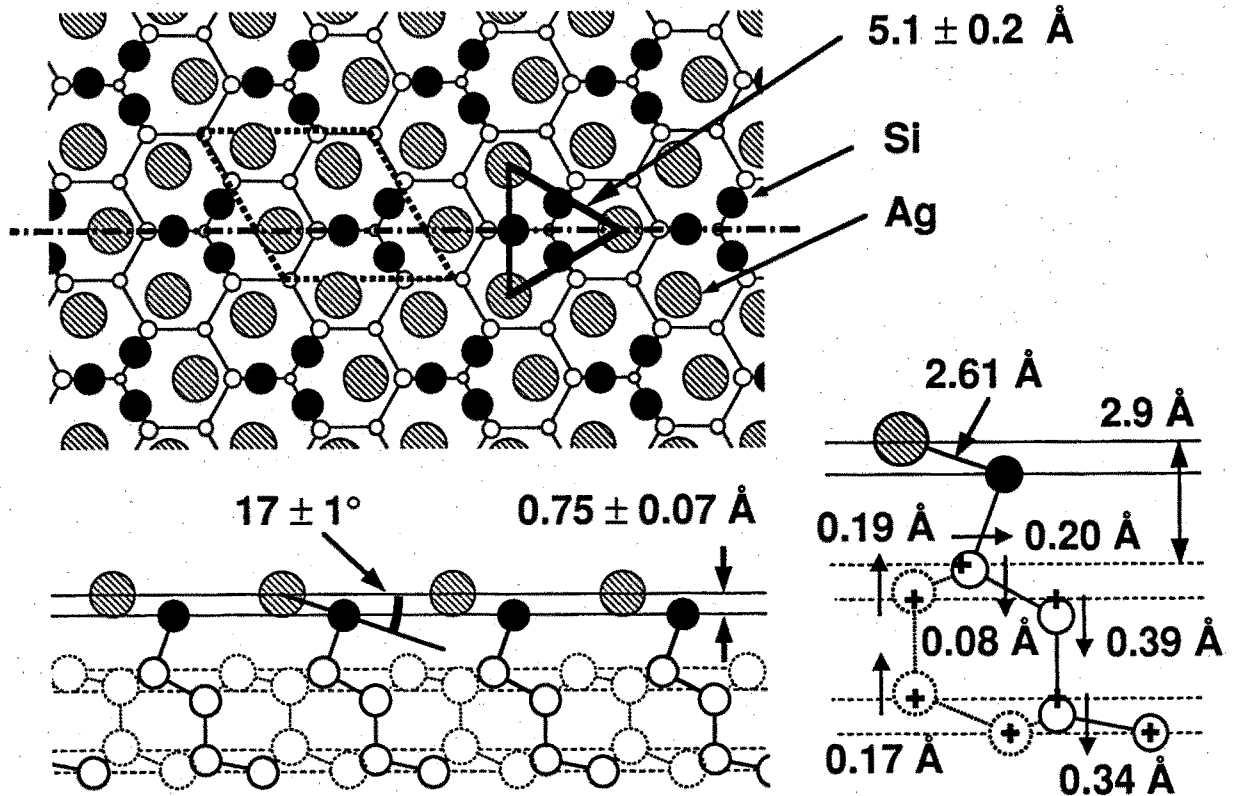 5.1 ± 0.2 Å
Si
Ag
2.61 Å
2.9 Å
17 ± 1°
0.75 ± 0.07 Å
0.19 Å
0.20 Å
0.08 Å
0.39 Å
0.17 Å
0.34 Å